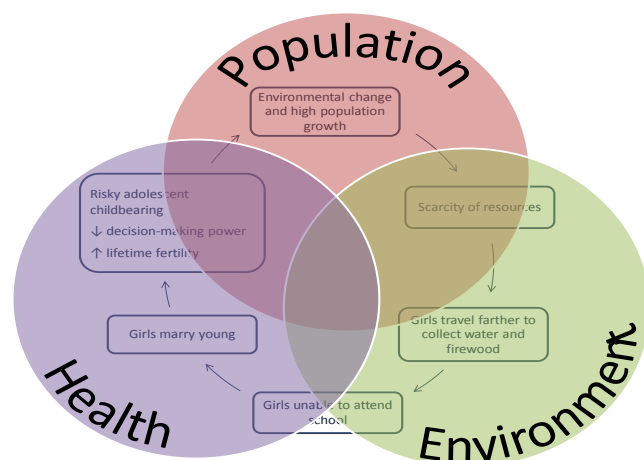 Population
Environmental change
and high population
growth
Scarcity of resources
Girls travel farther to
collect water and
firewood
Girls unable to attend
school
Girls marry young
Risky adolescent
childbearing
↓ decision-making power
↑ lifetime fertility
Health
Environment